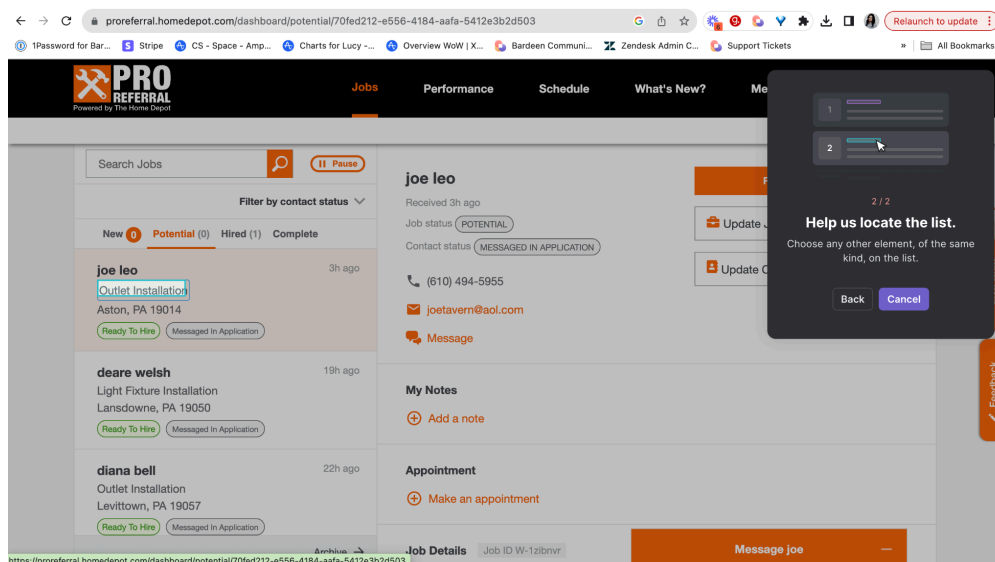 proreferral.homedepot.com/dashboard/potential/70fed212-e556-4184-aafa-5412e3b2d503
Relaunch to update
1Password for Bar...
Stripe
CS - Space - Amp...
Charts for Lucy -...
Overview WoW | X...
Bardeen Communi...
Zendesk Admin C...
Support Tickets
»
All Bookmarks
PRO
REFERRAL
Powered by The Home Depot
Jobs
Performance
Schedule
What's New?
Me
Search Jobs
Pause
Filter by contact status
New 0
Potential (0)
Hired (1)
Complete
joe leo
3h ago
Outlet Installation
Aston, PA 19014
Ready To Hire
Messaged In Application
deare welsh
19h ago
Light Fixture Installation
Lansdowne, PA 19050
Ready To Hire
Messaged In Application
diana bell
22h ago
Outlet Installation
Levittown, PA 19057
Ready To Hire
Messaged In Application
Archive →
https://proreferral.homedepot.com/dashboard/potential/70fed212-e556-4184-aafa-5412e3b2d503
joe leo
Received 3h ago
Job status POTENTIAL
Contact status MESSAGED IN APPLICATION
(610) 494-5955
joetavern@aol.com
Message
Update
Update
My Notes
Add a note
Appointment
Make an appointment
Job Details Job ID W-1zibnvr
Message joe
1
2
2 / 2
Help us locate the list.
Choose any other element, of the same
kind, on the list.
Back
Cancel
Feedback